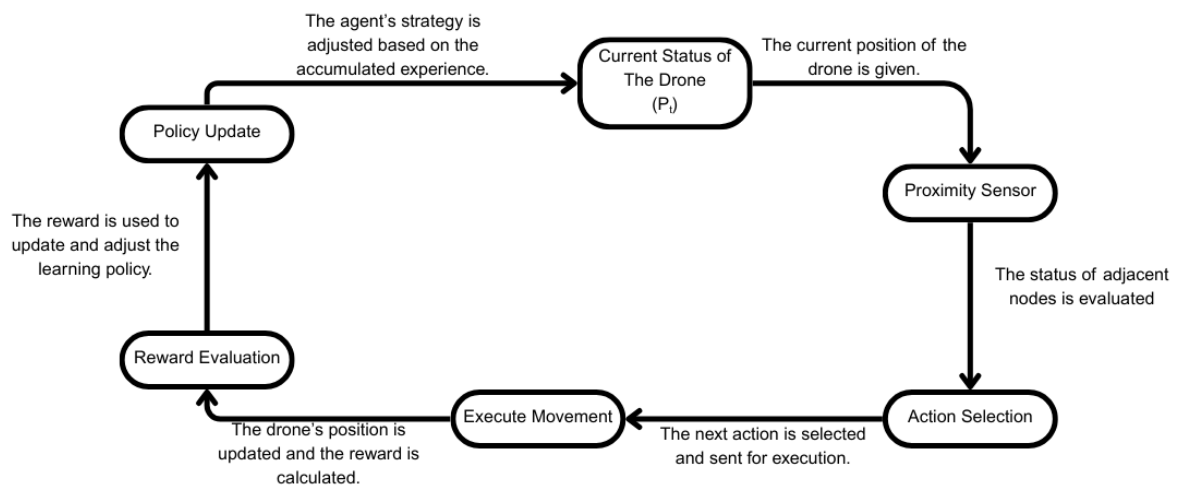 The agent's strategy is
adjusted based on the
accumulated experience.
Current Status of
The Drone
(Pt)
The current position of the
drone is given.
Proximity Sensor
The status of adjacent
nodes is evaluated
Action Selection
The next action is selected
and sent for execution.
Execute Movement
The drone's position is
updated and the reward is
calculated.
Reward Evaluation
The reward is used to
update and adjust the
learning policy.
Policy Update